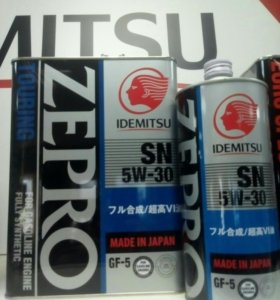 MITSU
TOURING
ZEPRO
FOR GASOLINE ENGINE
FULLY SYNTHETIC
IDEMITSU
SN
5W-30
フル合成/超高VI
MADE IN JAPAN
GF-5
ZEPRO
IDEMITSU
SN
5W-30
フル合成/超高VI
MADE IN JAPAN
GF-5